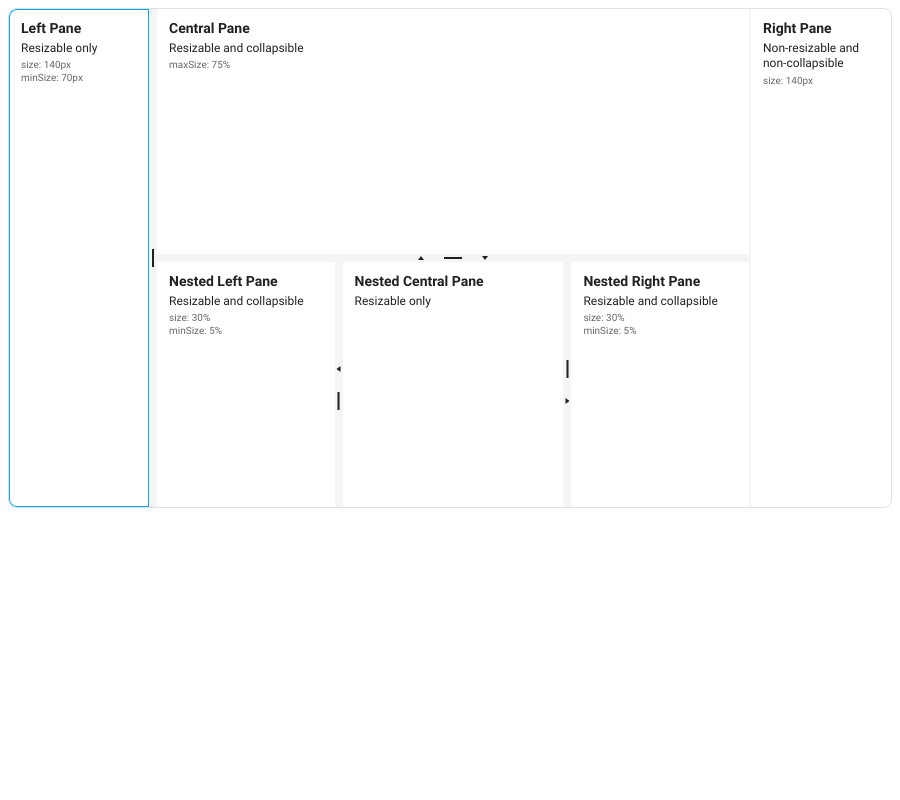 Left Pane
Resizable only
size: 140px
minSize: 70px
Central Pane
Resizable and collapsible
maxSize: 75%
Right Pane
Non-resizable and
non-collapsible
size: 140px
Nested Left Pane
Resizable and collapsible
size: 30%
minSize: 5%
Nested Central Pane
Resizable only
Nested Right Pane
Resizable and collapsible
size: 30%
minSize: 5%